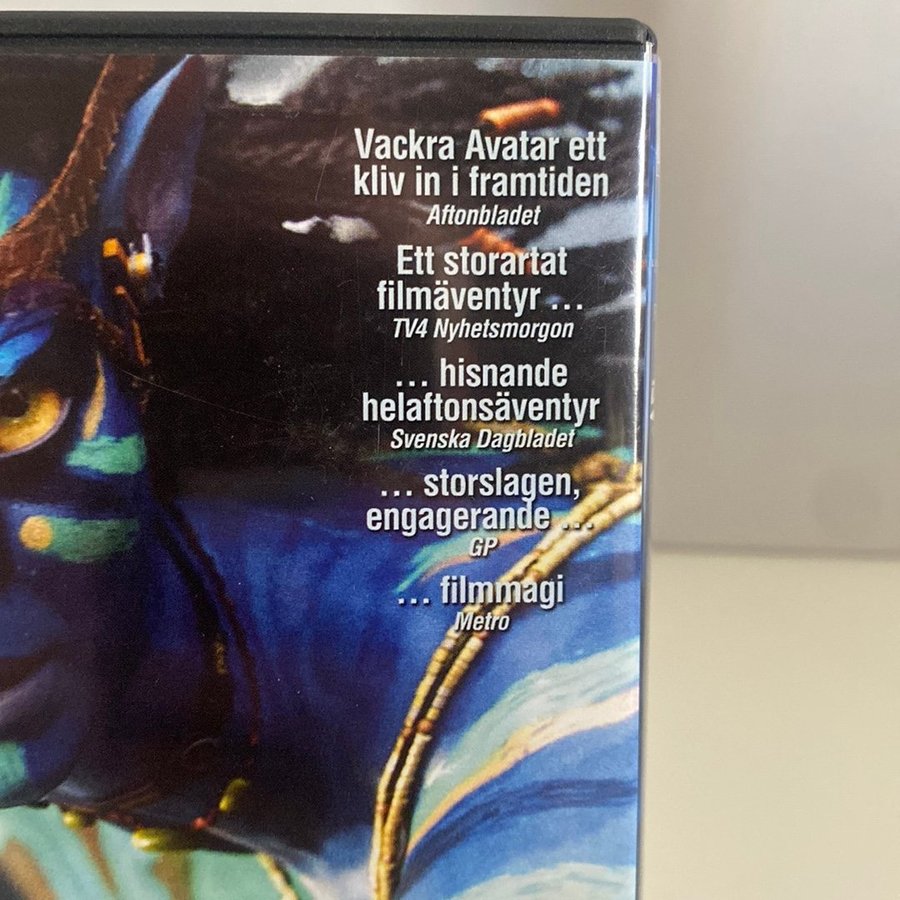 Vackra Avatar ett
kliv in i framtiden
Aftonbladet
Ett storartat
filmäventyr ...
TV4 Nyhetsmorgon
... hisnande
helaftonsäventyr
Svenska Dagbladet
... storslagen,
engagerande ...
GP
... filmmagi
Metro